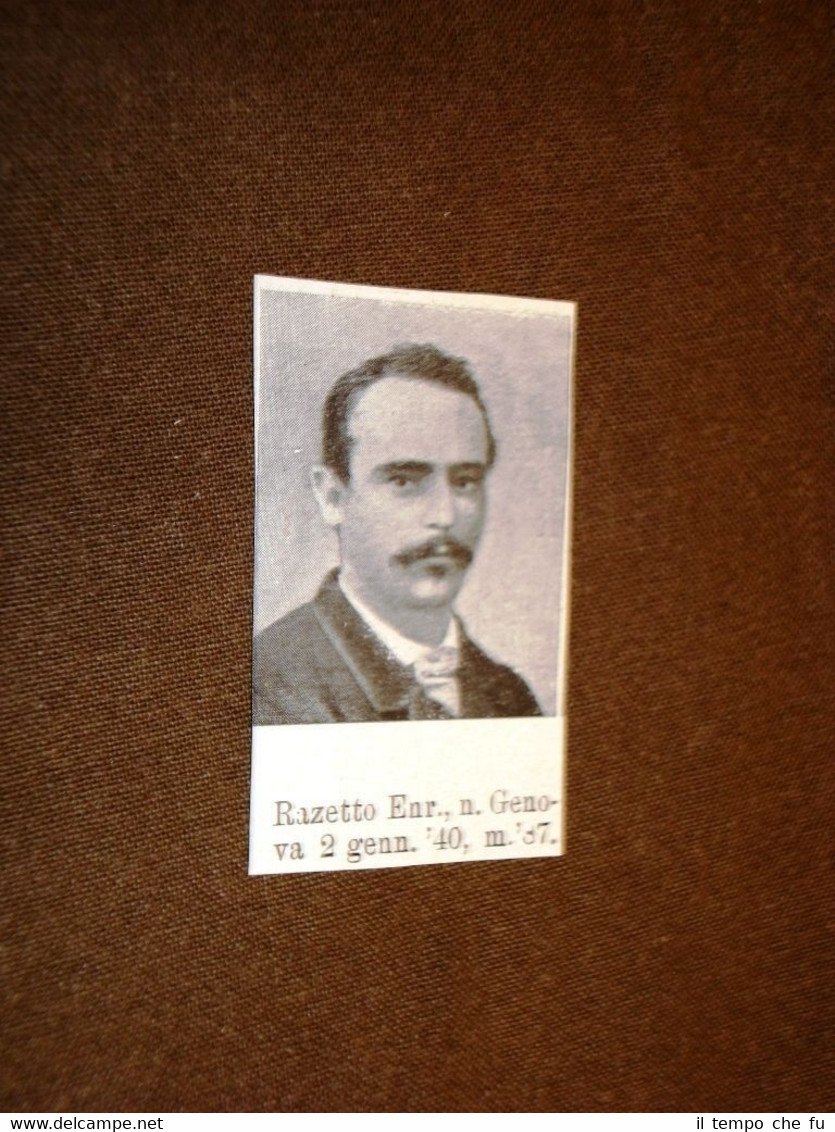 Razetto Enr., n. Geno-
va 2 genn. '40, m. '87.
www.delcampe.net
il tempo che fu